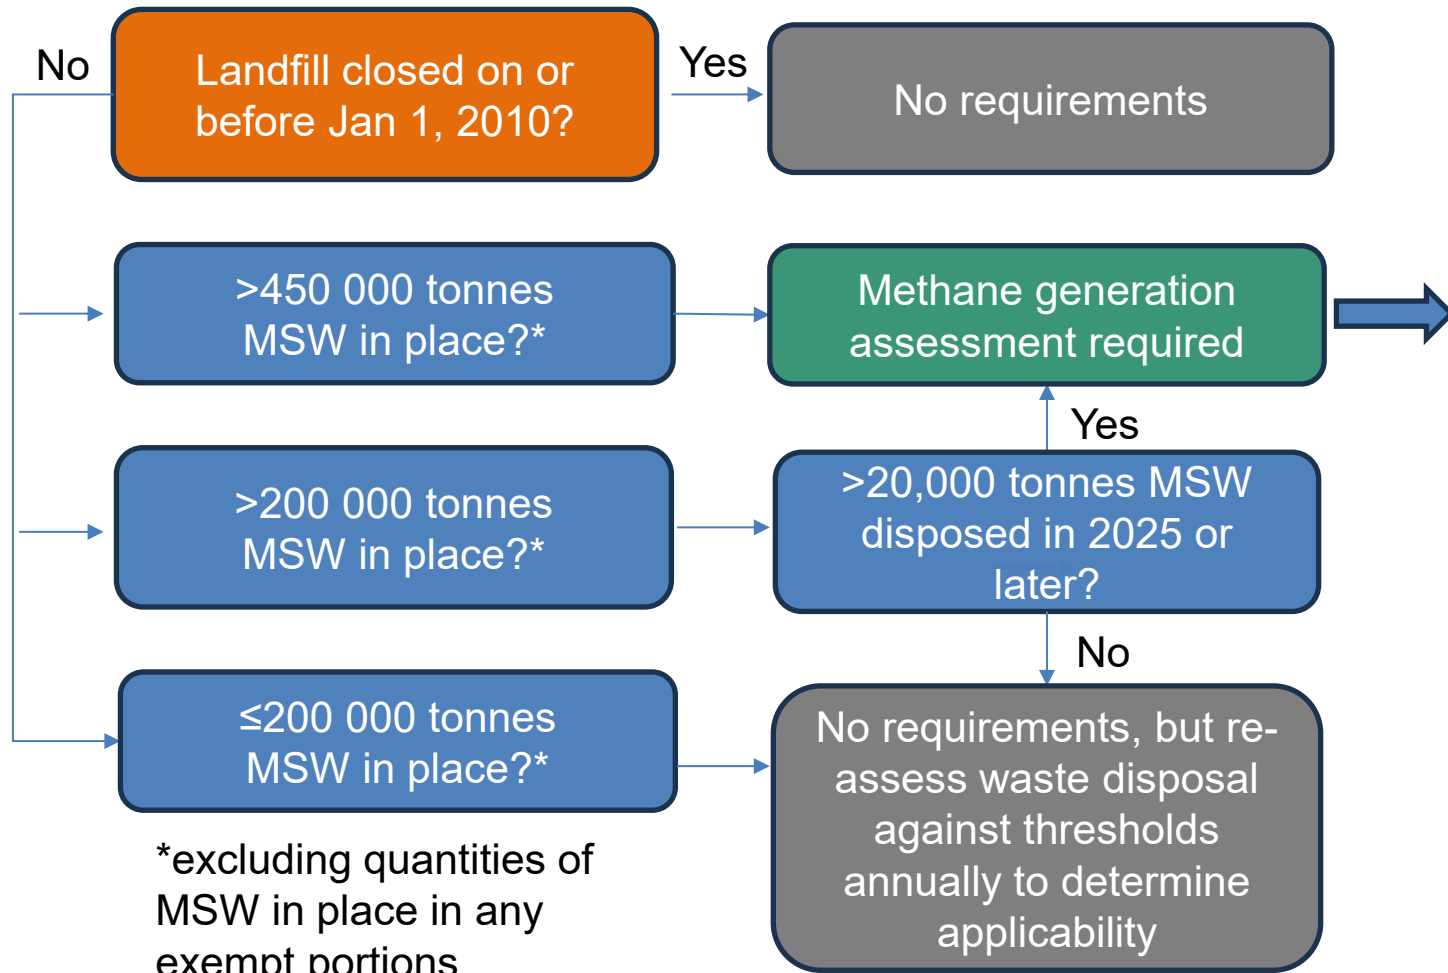 No
Landfill closed on or
before Jan 1, 2010?
Yes
No requirements
>450 000 tonnes
MSW in place?*
Methane generation
assessment required
Yes
>200 000 tonnes
MSW in place?*
>20,000 tonnes MSW
disposed in 2025 or
later?
No
≤200 000 tonnes
MSW in place?*
No requirements, but re-
assess waste disposal
against thresholds
annually to determine
applicability
*excluding quantities of
MSW in place in any
exempt portions